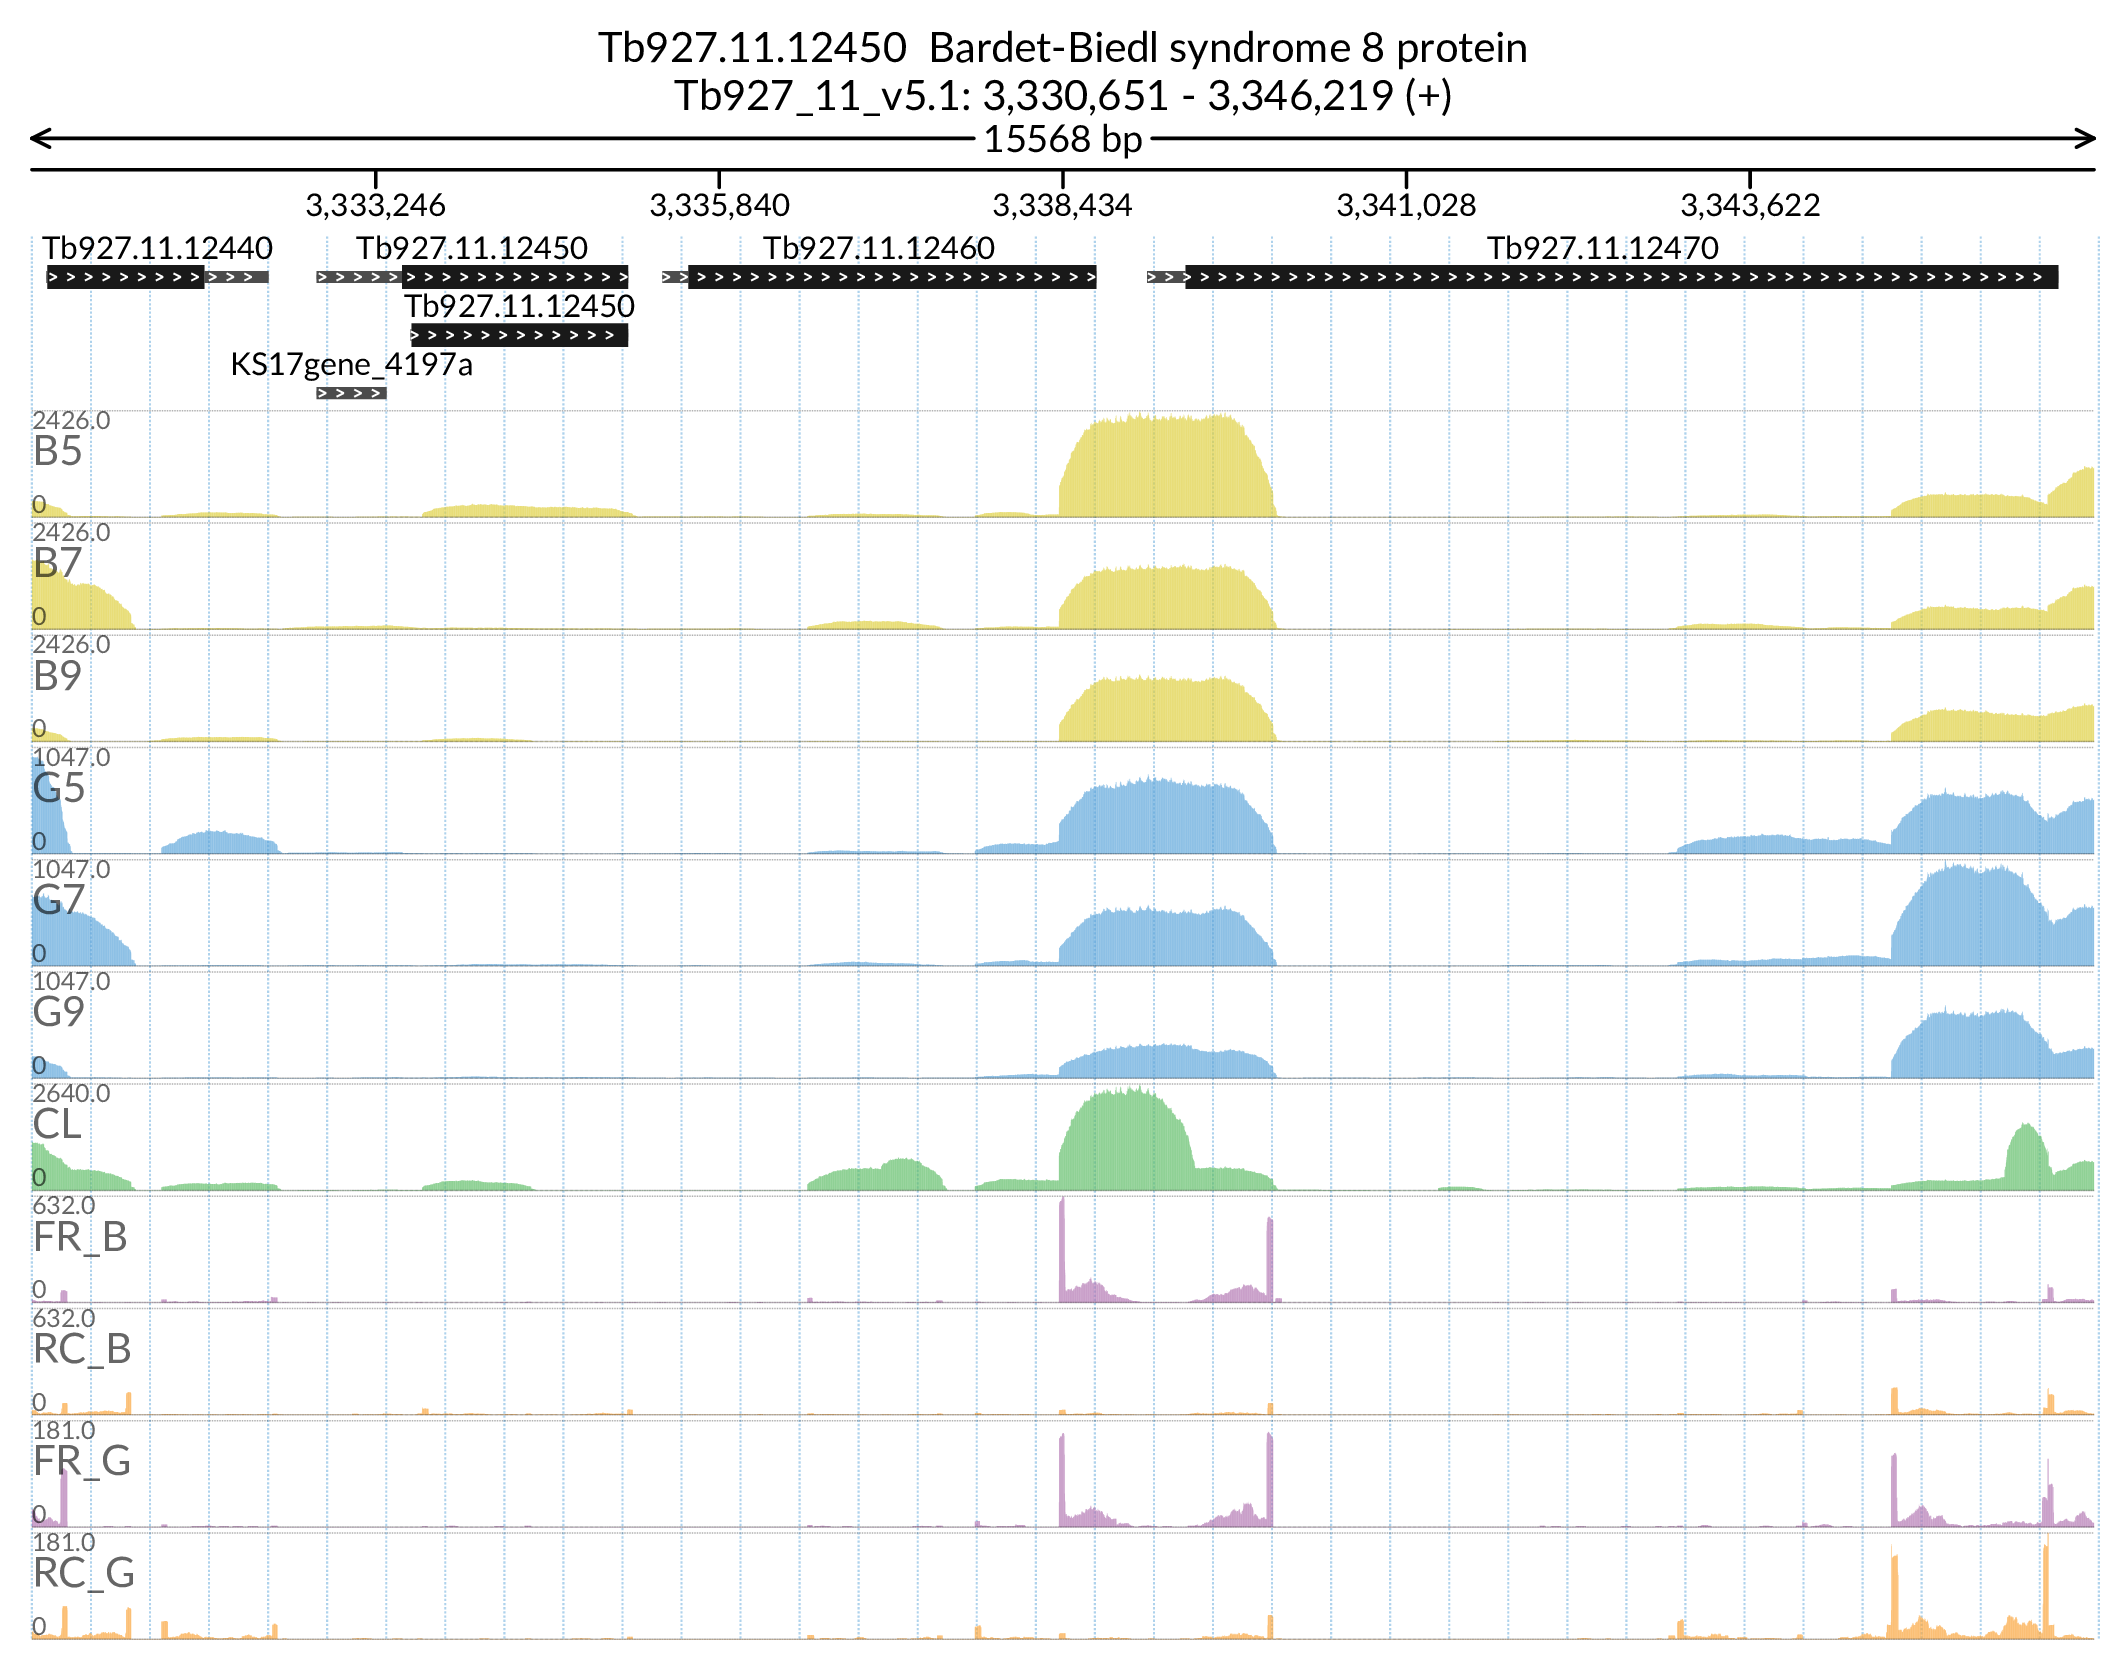 Tb927.11.12450  Bardet-Biedl syndrome 8 protein
Tb927_11_v5.1: 3,330,651 - 3,346,219 (+)
15568 bp
3,333,246 3,335,840 3,338,434 3,341,028 3,343,622
Tb927.11.12440 Tb927.11.12450 Tb927.11.12460 Tb927.11.12470
Tb927.11.12450
KS17gene_4197a
2426.0
B5
0
2426.0
B7
0
2426.0
B9
0
1047.0
G5
0
1047.0
G7
0
1047.0
G9
0
2640.0
CL
0
632.0
FR_B
0
632.0
RC_B
0
181.0
FR_G
0
181.0
RC_G
0